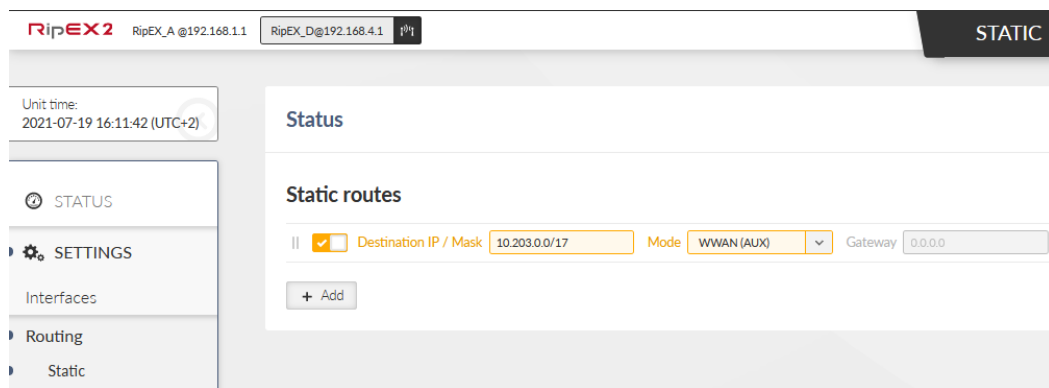 RipEX2 RipEX_A @192.168.1.1 RipEX_D@192.168.4.1 STATIC
Unit time:
2021-07-19 16:11:42 (UTC+2)
Status
STATUS
Static routes
Destination IP / Mask 10.203.0.0/17 Mode WWAN (AUX) Gateway 0.0.0.0
SETTINGS
+ Add
Interfaces
Routing
Static